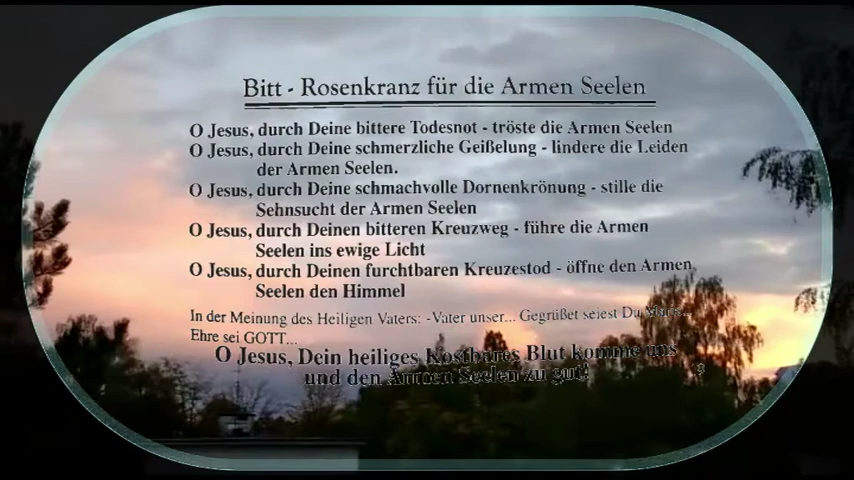 Bitt - Rosenkranz für die Armen Seelen
O Jesus, durch Deine bittere Todesnot - tröste die Armen Seelen
O Jesus, durch Deine schmerzliche Geißelung - lindere die Leiden
der Armen Seelen.
O Jesus, durch Deine schmachvolle Dornenkrönung - stille die
Sehnsucht der Armen Seelen
O Jesus, durch Deinen bitteren Kreuzweg - führe die Armen
Seelen ins ewige Licht
O Jesus, durch Deinen furchtbaren Kreuzestod - öffne den Armen
Seelen den Himmel
In der Meinung des Heiligen Vaters: -Vater unser... Gegrüßet seiest Du Maria...
Ehre sei GOTT...
O Jesus, Dein heiliges Kostbares Blut komme uns
und den Armen Seelen zu gut!